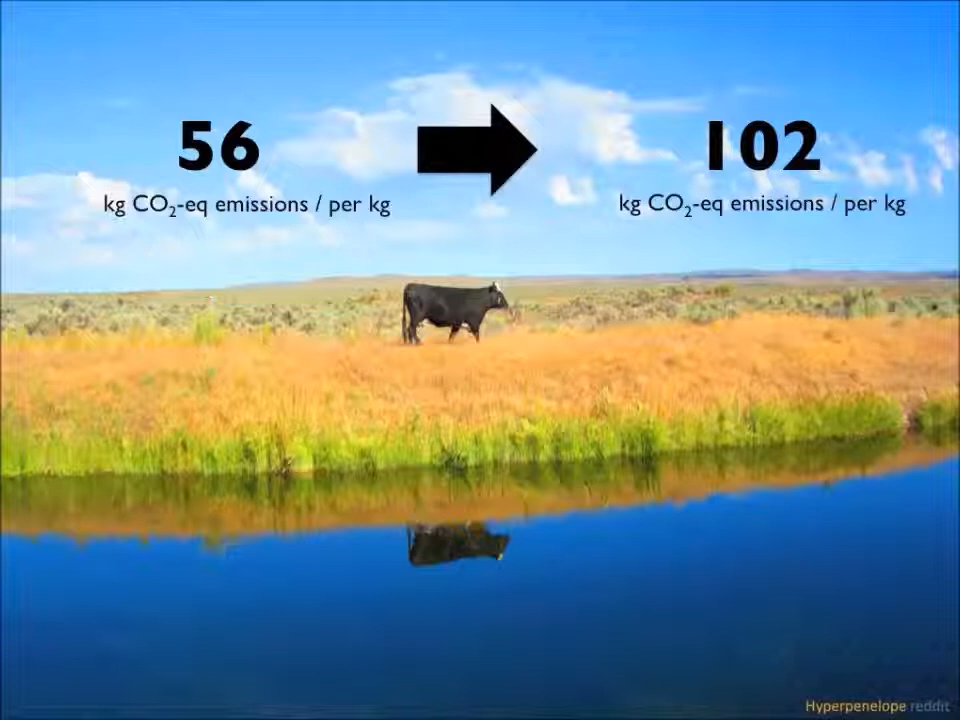 56
102
kg CO₂-eq emissions / per kg
kg CO₂-eq emissions / per kg
Hyperpenelope reddit